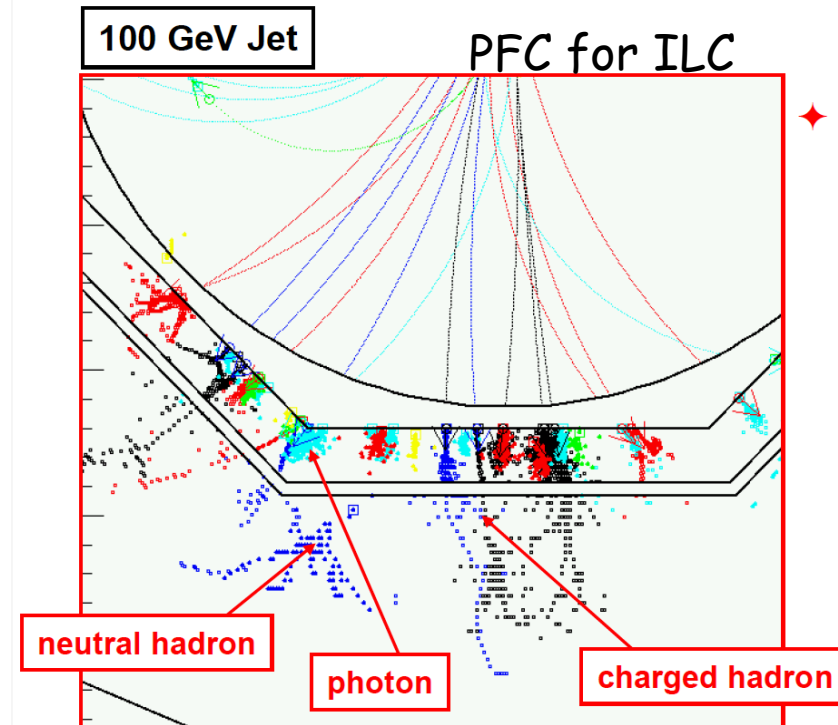 100 GeV Jet
PFC for ILC
neutral hadron
photon
charged hadron